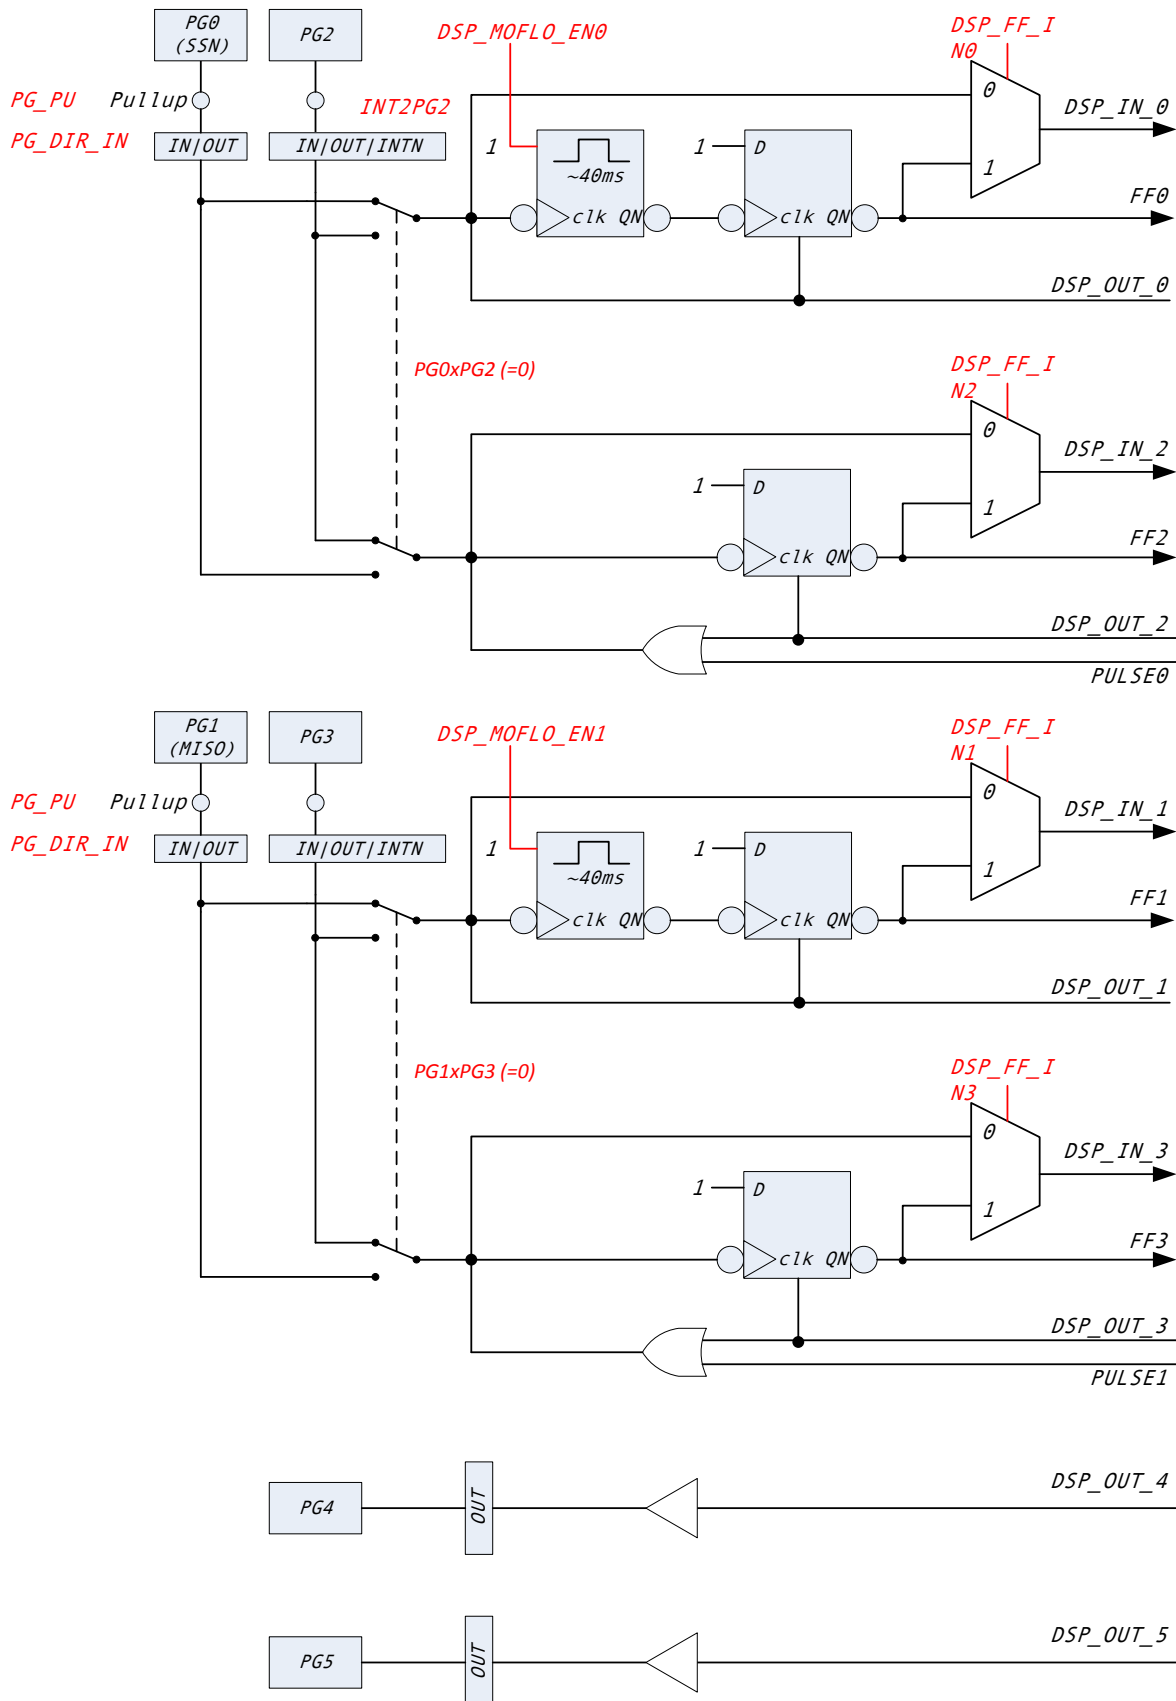 PG0
(SSN)
PG2
DSP_MOFLO_EN0
DSP_FF_I
N0
PG_PU
Pullup
INT2PG2
0
DSP_IN_0
PG_DIR_IN
IN|OUT
IN|OUT|INTN
1
~40ms
1
D
1
clk QN
clk QN
FF0
DSP_OUT_0
PG0xPG2 (=0)
DSP_FF_I
N2
0
DSP_IN_2
1
D
1
clk QN
FF2
DSP_OUT_2
PULSE0
PG1
(MISO)
PG3
DSP_MOFLO_EN1
DSP_FF_I
N1
PG_PU
Pullup
0
DSP_IN_1
PG_DIR_IN
IN|OUT
IN|OUT|INTN
1
~40ms
1
D
1
clk QN
clk QN
FF1
DSP_OUT_1
PG1xPG3 (=0)
DSP_FF_I
N3
0
DSP_IN_3
1
D
1
clk QN
FF3
DSP_OUT_3
PULSE1
PG4
OUT
DSP_OUT_4
PG5
OUT
DSP_OUT_5